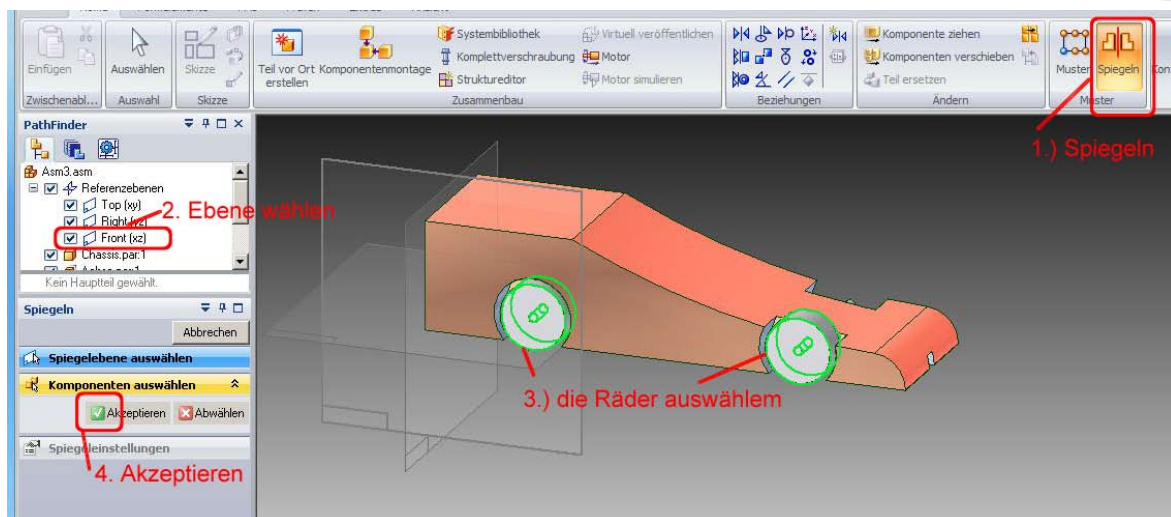 Einfügen
Auswählen
Skizze
Teil vor Ort erstellen
Komponentenmontage
Systembibliothek
Komplettverschraubung
Struktureditor
Virtuell veröffentlichen
Motor
Motor simulieren
Komponente ziehen
Komponenten verschieben
Teil ersetzen
Muster
Spiegeln
Zwischenabl...
Auswahl
Skizze
Zusammenbau
Beziehungen
Ändern
Muster
1.) Spiegeln
PathFinder
Asm3.asm
Referenzebenen
Top (xy)
Right (yz)
2. Ebene wählen
Front (xz)
Chassis.par:1
Kein Hauptteil gewählt.
Spiegeln
Abbrechen
Spiegelebene auswählen
Komponenten auswählen
Akzeptieren
Abwählen
Spiegeleinstellungen
3.) die Räder auswählem
4. Akzeptieren